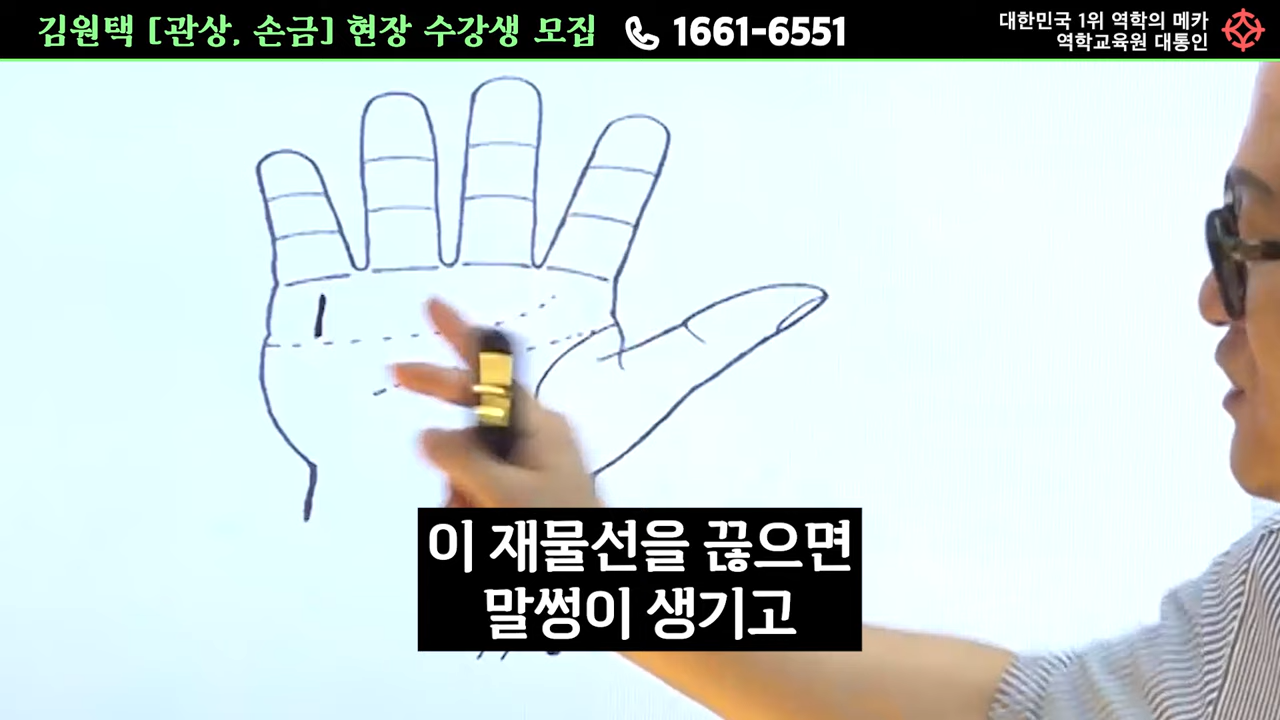 김원택 [관상, 손금] 현장 수강생 모집
1661-6551
대한민국 1위 역학의 메카
역학교육원 대통인
이 재물선을 끊으면
말썽이 생기고